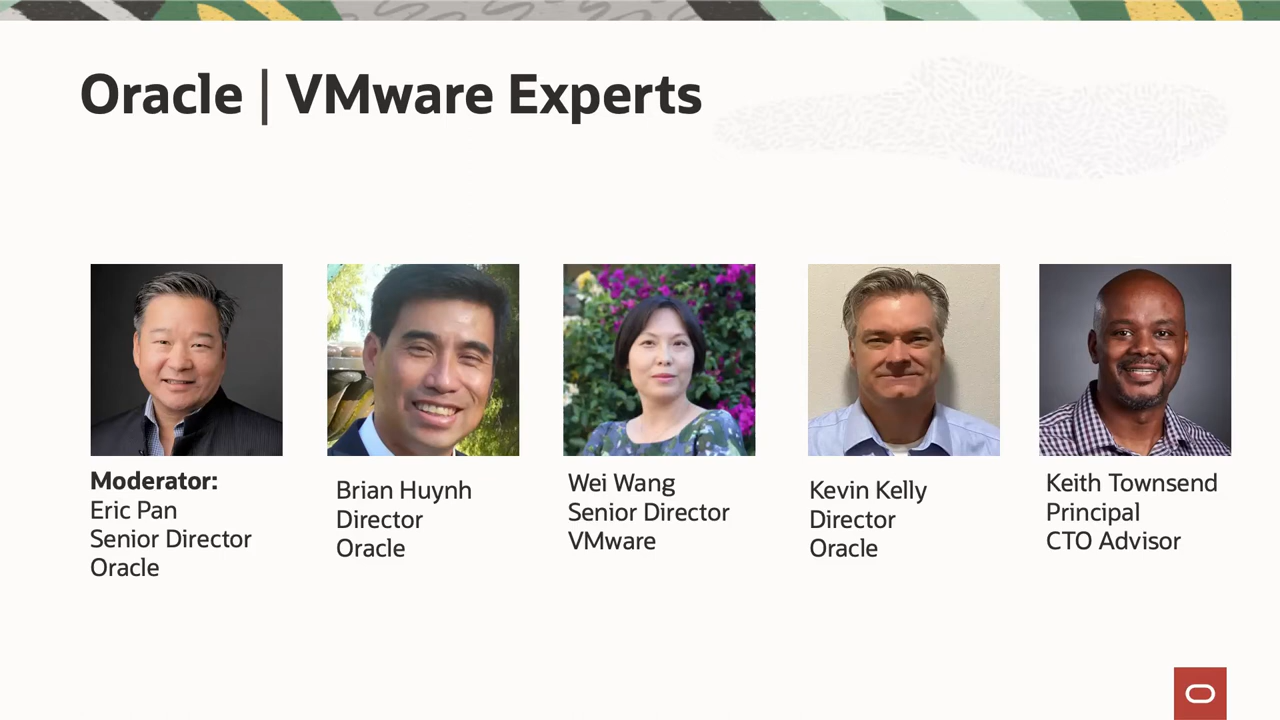 Oracle | VMware Experts
Moderator:
Eric Pan
Senior Director
Oracle
Brian Huynh
Director
Oracle
Wei Wang
Senior Director
VMware
Kevin Kelly
Director
Oracle
Keith Townsend
Principal
CTO Advisor